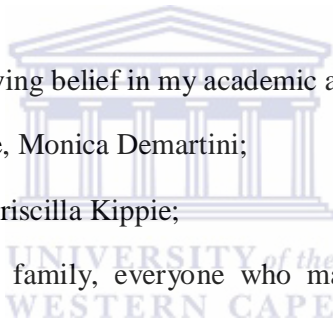 ving belief in my academic a
e, Monica Demartini;
riscilla Kippie;
UNIVERSITY of the
family, everyone who ma
WESTERN CAPE